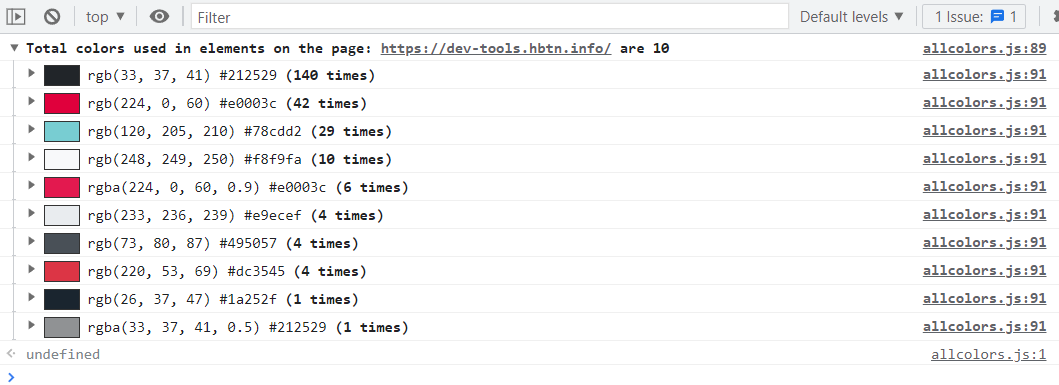 top ▼ Filter Default levels ▼ 1 Issue: 1
▼ Total colors used in elements on the page: https://dev-tools.hbtn.info/ are 10 allcolors.js:89
rgb(33, 37, 41) #212529 (140 times) allcolors.js:91
rgb(224, 0, 60) #e0003c (42 times) allcolors.js:91
rgb(120, 205, 210) #78cdd2 (29 times) allcolors.js:91
rgb(248, 249, 250) #f8f9fa (10 times) allcolors.js:91
rgba(224, 0, 60, 0.9) #e0003c (6 times) allcolors.js:91
rgb(233, 236, 239) #e9ecef (4 times) allcolors.js:91
rgb(73, 80, 87) #495057 (4 times) allcolors.js:91
rgb(220, 53, 69) #dc3545 (4 times) allcolors.js:91
rgb(26, 37, 47) #1a252f (1 times) allcolors.js:91
rgba(33, 37, 41, 0.5) #212529 (1 times) allcolors.js:91
undefined allcolors.js:1